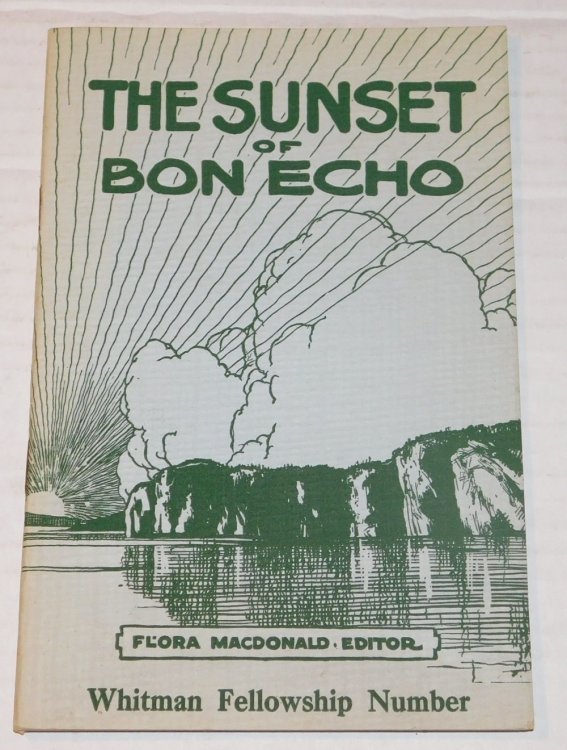 THE SUNSET
OF
BON ECHO
FLORA MACDONALD · EDITOR
Whitman Fellowship Number